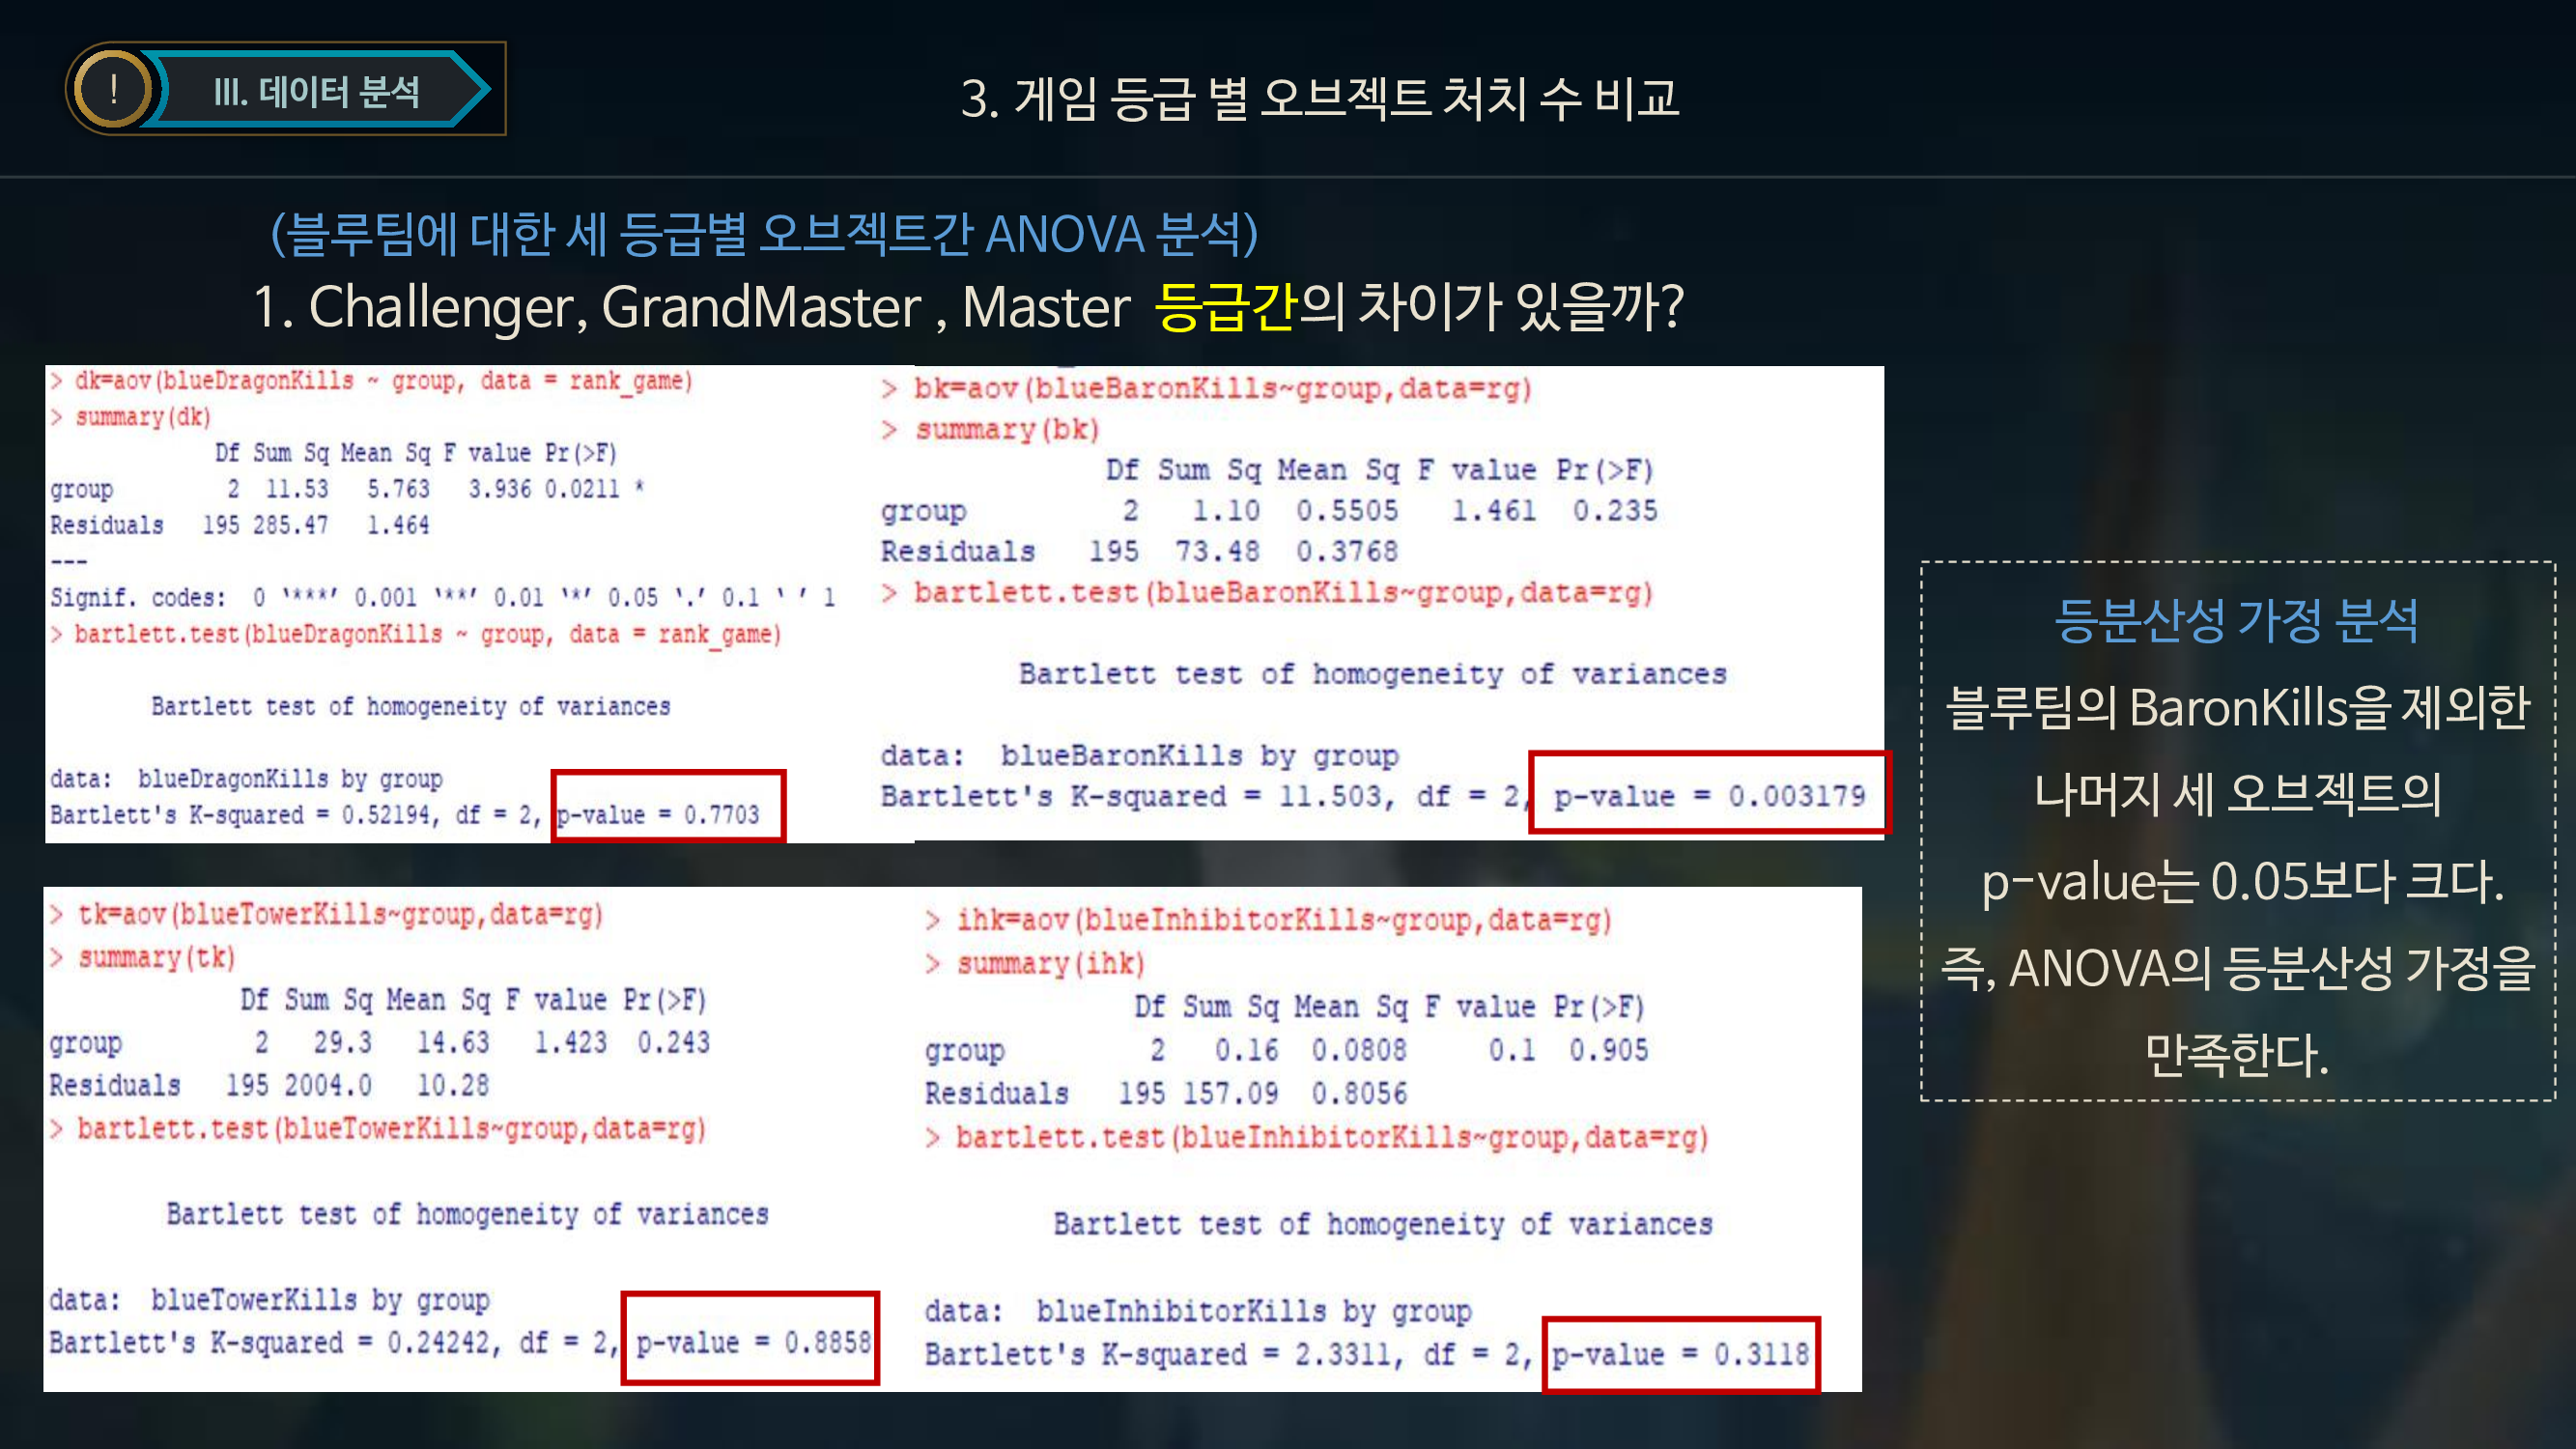 !
III. 데이터 분석
3. 게임 등급 별 오브젝트 처치 수 비교
(블루팀에 대한 세 등급별 오브젝트간 ANOVA 분석)
1. Challenger, GrandMaster , Master 등급간의 차이가 있을까?
> dk=aov(blueDragonKills ~ group, data = rank_game)
> summary(dk)
Df Sum Sq Mean Sq F value Pr(>F)
group 2 11.53 5.763 3.936 0.0211 *
Residuals 195 285.47 1.464
---
Signif. codes: 0 ‘***’ 0.001 ‘**’ 0.01 ‘*’ 0.05 ‘.’ 0.1 ‘ ’ 1
> bartlett.test(blueDragonKills ~ group, data = rank_game)
Bartlett test of homogeneity of variances
data: blueDragonKills by group
Bartlett's K-squared = 0.52194, df = 2, p-value = 0.7703
> bk=aov(blueBaronKills~group,data=rg)
> summary(bk)
Df Sum Sq Mean Sq F value Pr(>F)
group 2 1.10 0.5505 1.461 0.235
Residuals 195 73.48 0.3768
> bartlett.test(blueBaronKills~group,data=rg)
Bartlett test of homogeneity of variances
data: blueBaronKills by group
Bartlett's K-squared = 11.503, df = 2, p-value = 0.003179
> tk=aov(blueTowerKills~group,data=rg)
> summary(tk)
Df Sum Sq Mean Sq F value Pr(>F)
group 2 29.3 14.63 1.423 0.243
Residuals 195 2004.0 10.28
> bartlett.test(blueTowerKills~group,data=rg)
Bartlett test of homogeneity of variances
data: blueTowerKills by group
Bartlett's K-squared = 0.24242, df = 2, p-value = 0.8858
> ihk=aov(blueInhibitorKills~group,data=rg)
> summary(ihk)
Df Sum Sq Mean Sq F value Pr(>F)
group 2 0.16 0.0808 0.1 0.905
Residuals 195 157.09 0.8056
> bartlett.test(blueInhibitorKills~group,data=rg)
Bartlett test of homogeneity of variances
data: blueInhibitorKills by group
Bartlett's K-squared = 2.3311, df = 2, p-value = 0.3118
등분산성 가정 분석
블루팀의 BaronKills을 제외한
나머지 세 오브젝트의
p-value는 0.05보다 크다.
즉, ANOVA의 등분산성 가정을
만족한다.